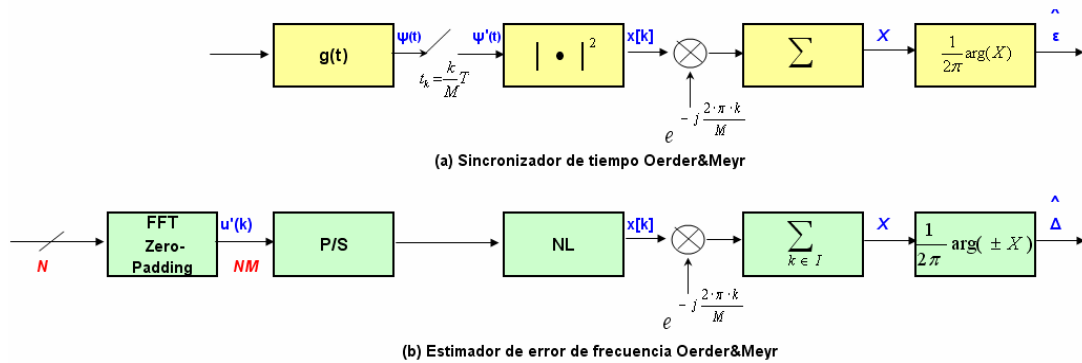 g(t)
ψ(t)
t_k = k/M T
ψ'(t)
| • |²
x[k]
e^{-j 2·π·k/M}
∑
X
1/2π arg(X)
^
ε
(a) Sincronizador de tiempo Oerder&Meyr
N
FFT
Zero-
Padding
u'(k)
NM
P/S
NL
x[k]
e^{-j 2·π·k/M}
∑
k ∈ I
X
1/2π arg( ± X)
^
Δ
(b) Estimador de error de frecuencia Oerder&Meyr